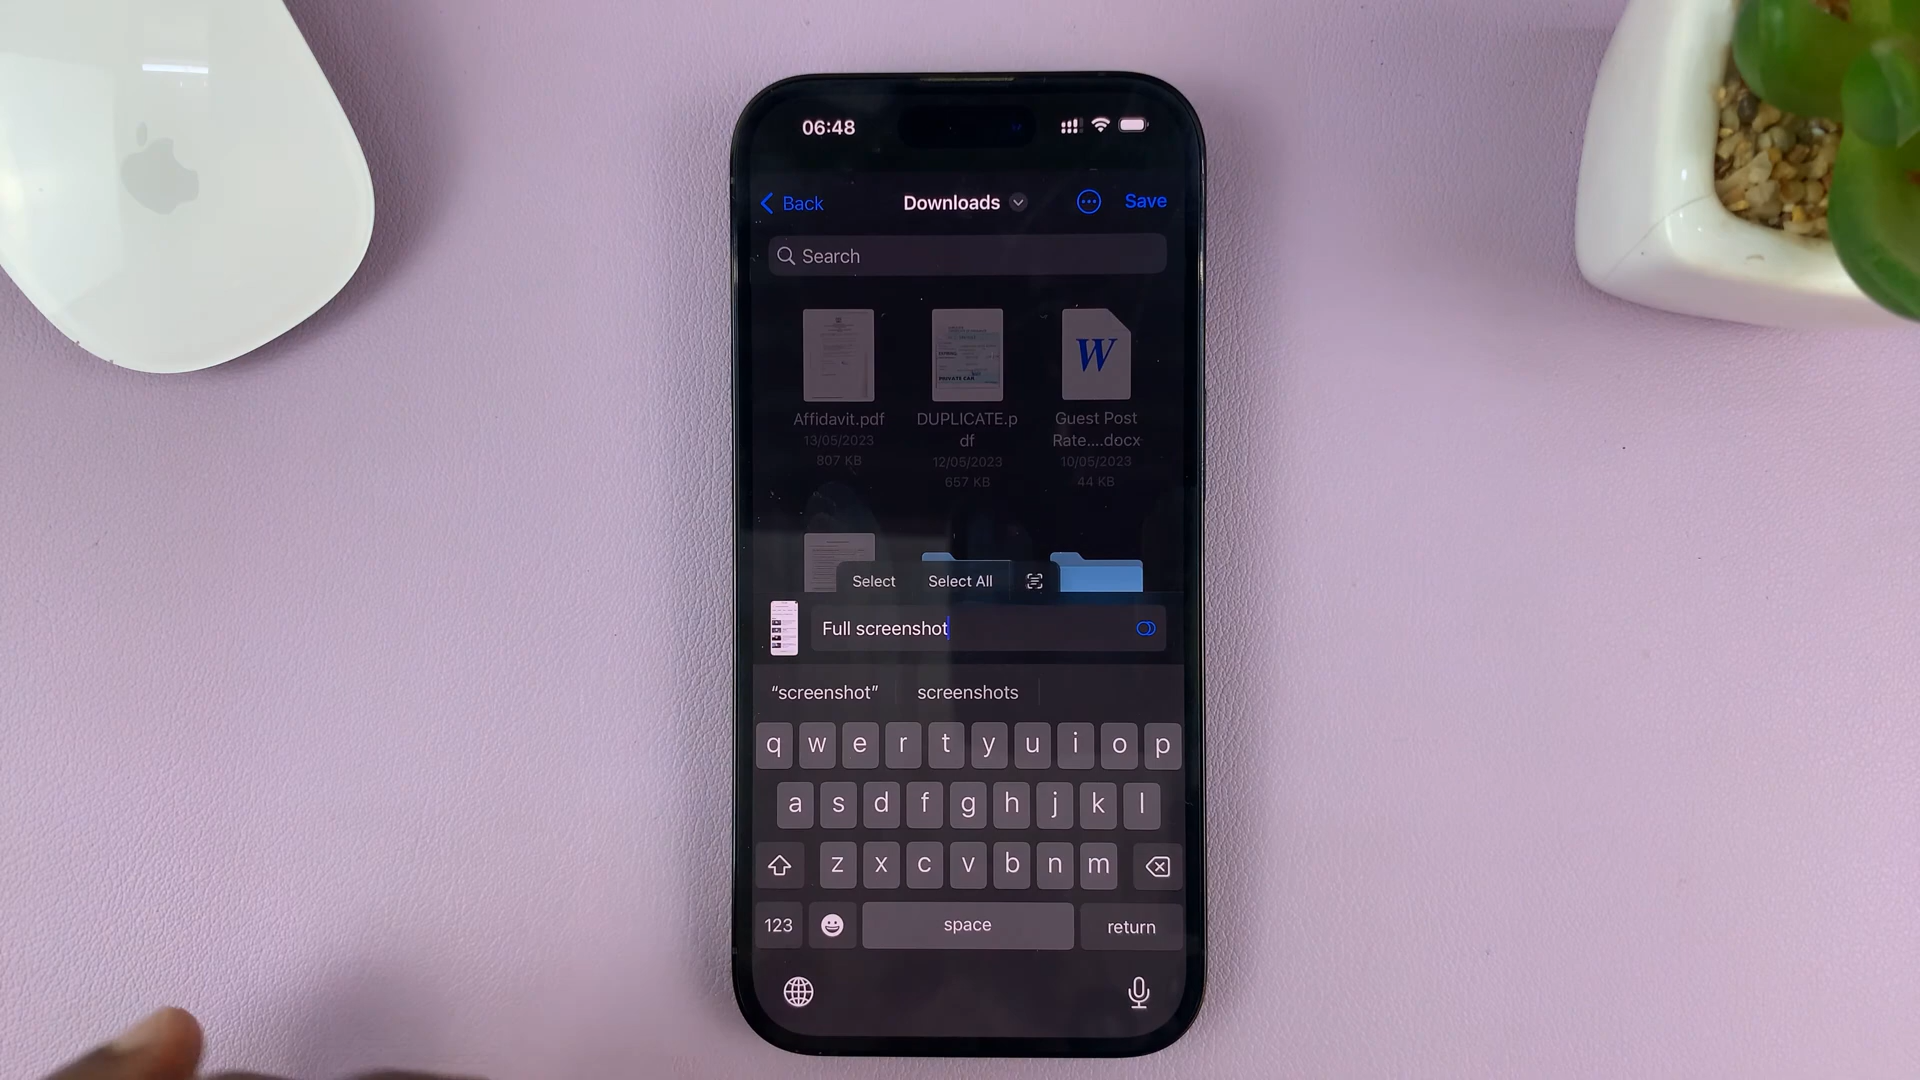 06:48
Back
Downloads
Save
Search
Affidavit.pdf
13/05/2023
807 KB
DUPLICATE.p
df
12/05/2023
657 KB
Guest Post
Rate....docx
10/05/2023
44 KB
W
PRIVATE CAR
Select
Select All
Full screenshot
“screenshot”
screenshots
q w e r t y u i o p
a s d f g h j k l
z x c v b n m
123
space
return